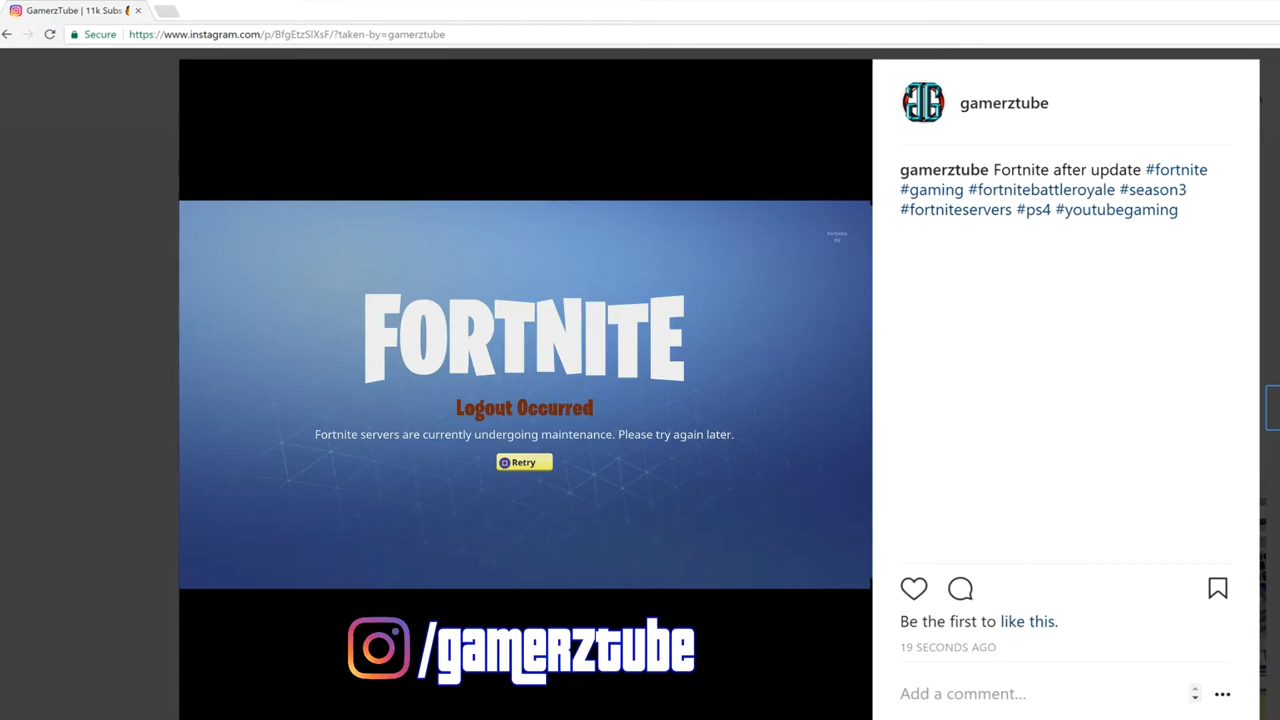 GamerzTube | 11k Subs
Secure https://www.instagram.com/p/BfgEtzSlXsF/?taken-by=gamerztube
gamerztube
gamerztube Fortnite after update #fortnite
#gaming #fortnitebattleroyale #season3
#fortniteservers #ps4 #youtubegaming
FORTNITE
Logout Occurred
Fortnite servers are currently undergoing maintenance. Please try again later.
Retry
/gamerztube
Be the first to like this.
19 SECONDS AGO
Add a comment...